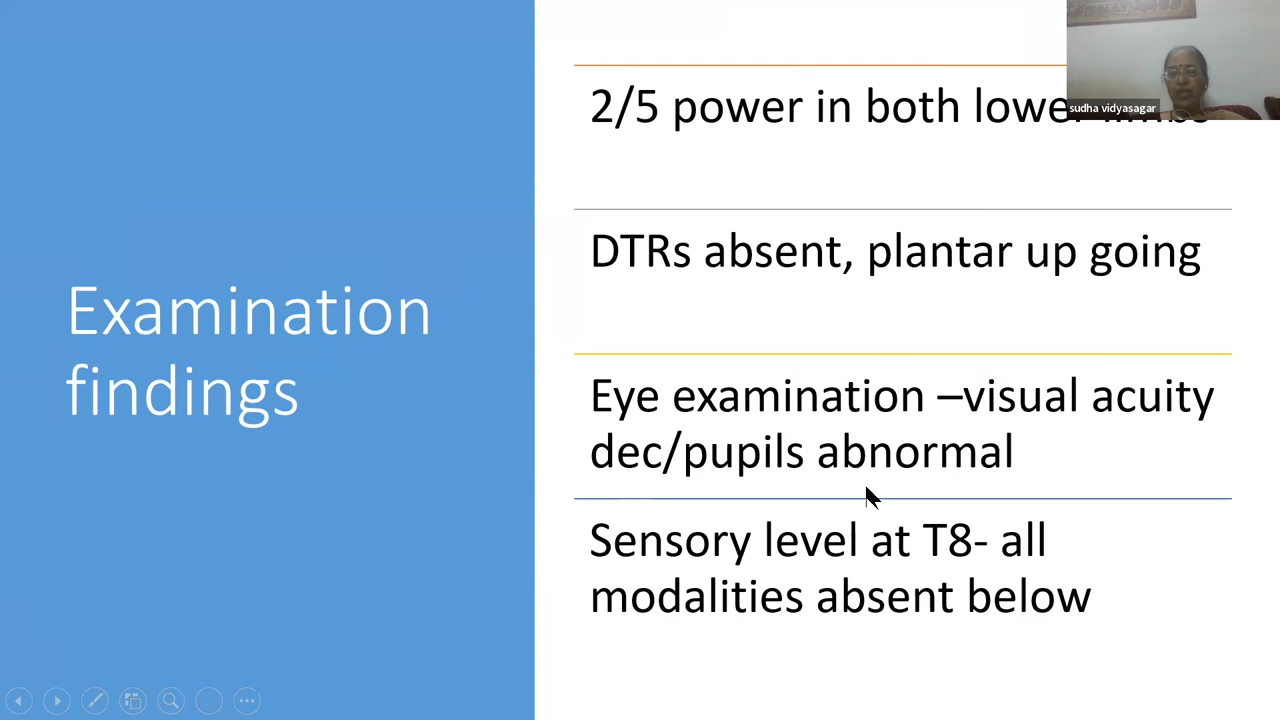 Examination
findings
2/5 power in both lower
sudha vidyasagar
DTRs absent, plantar up going
Eye examination –visual acuity
dec/pupils abnormal
Sensory level at T8- all
modalities absent below